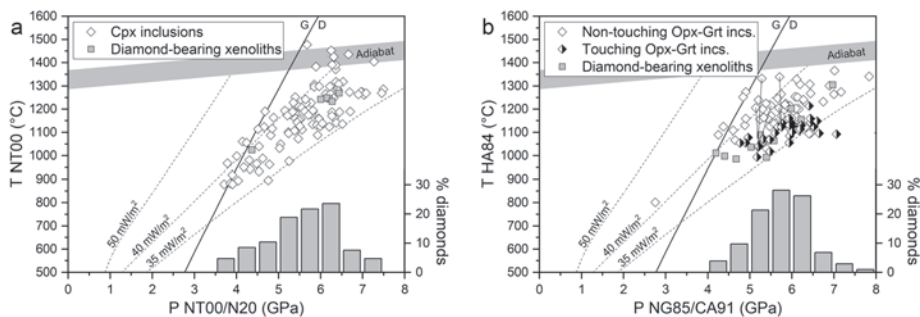 a
G D
Cpx inclusions
Diamond-bearing xenoliths
Adiabat
1600
1500
1400
1300
1200
1100
1000
900
800
700
600
500
T NT00 (°C)
50 mW/m²
40 mW/m²
35 mW/m²
30
20
10
0
% diamonds
0 1 2 3 4 5 6 7 8
P NT00/N20 (GPa)
b
G D
Non-touching Opx-Grt incs.
Touching Opx-Grt incs.
Diamond-bearing xenoliths
Adiabat
1600
1500
1400
1300
1200
1100
1000
900
800
700
600
500
T HA84 (°C)
50 mW/m²
40 mW/m²
35 mW/m²
30
20
10
0
% diamonds
0 1 2 3 4 5 6 7 8
P NG85/CA91 (GPa)